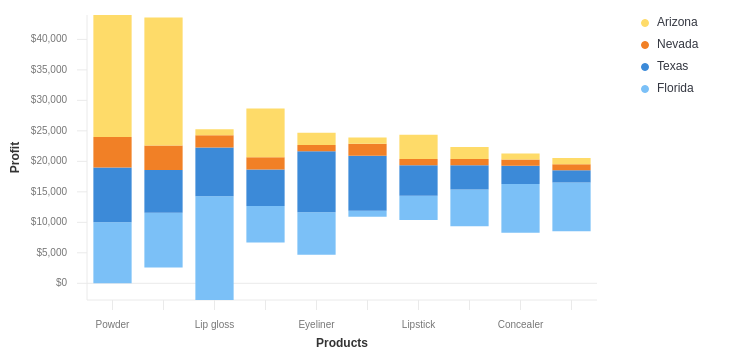 Profit
$40,000
$35,000
$30,000
$25,000
$20,000
$15,000
$10,000
$5,000
$0
Powder
Lip gloss
Eyeliner
Lipstick
Concealer
Products
Arizona
Nevada
Texas
Florida